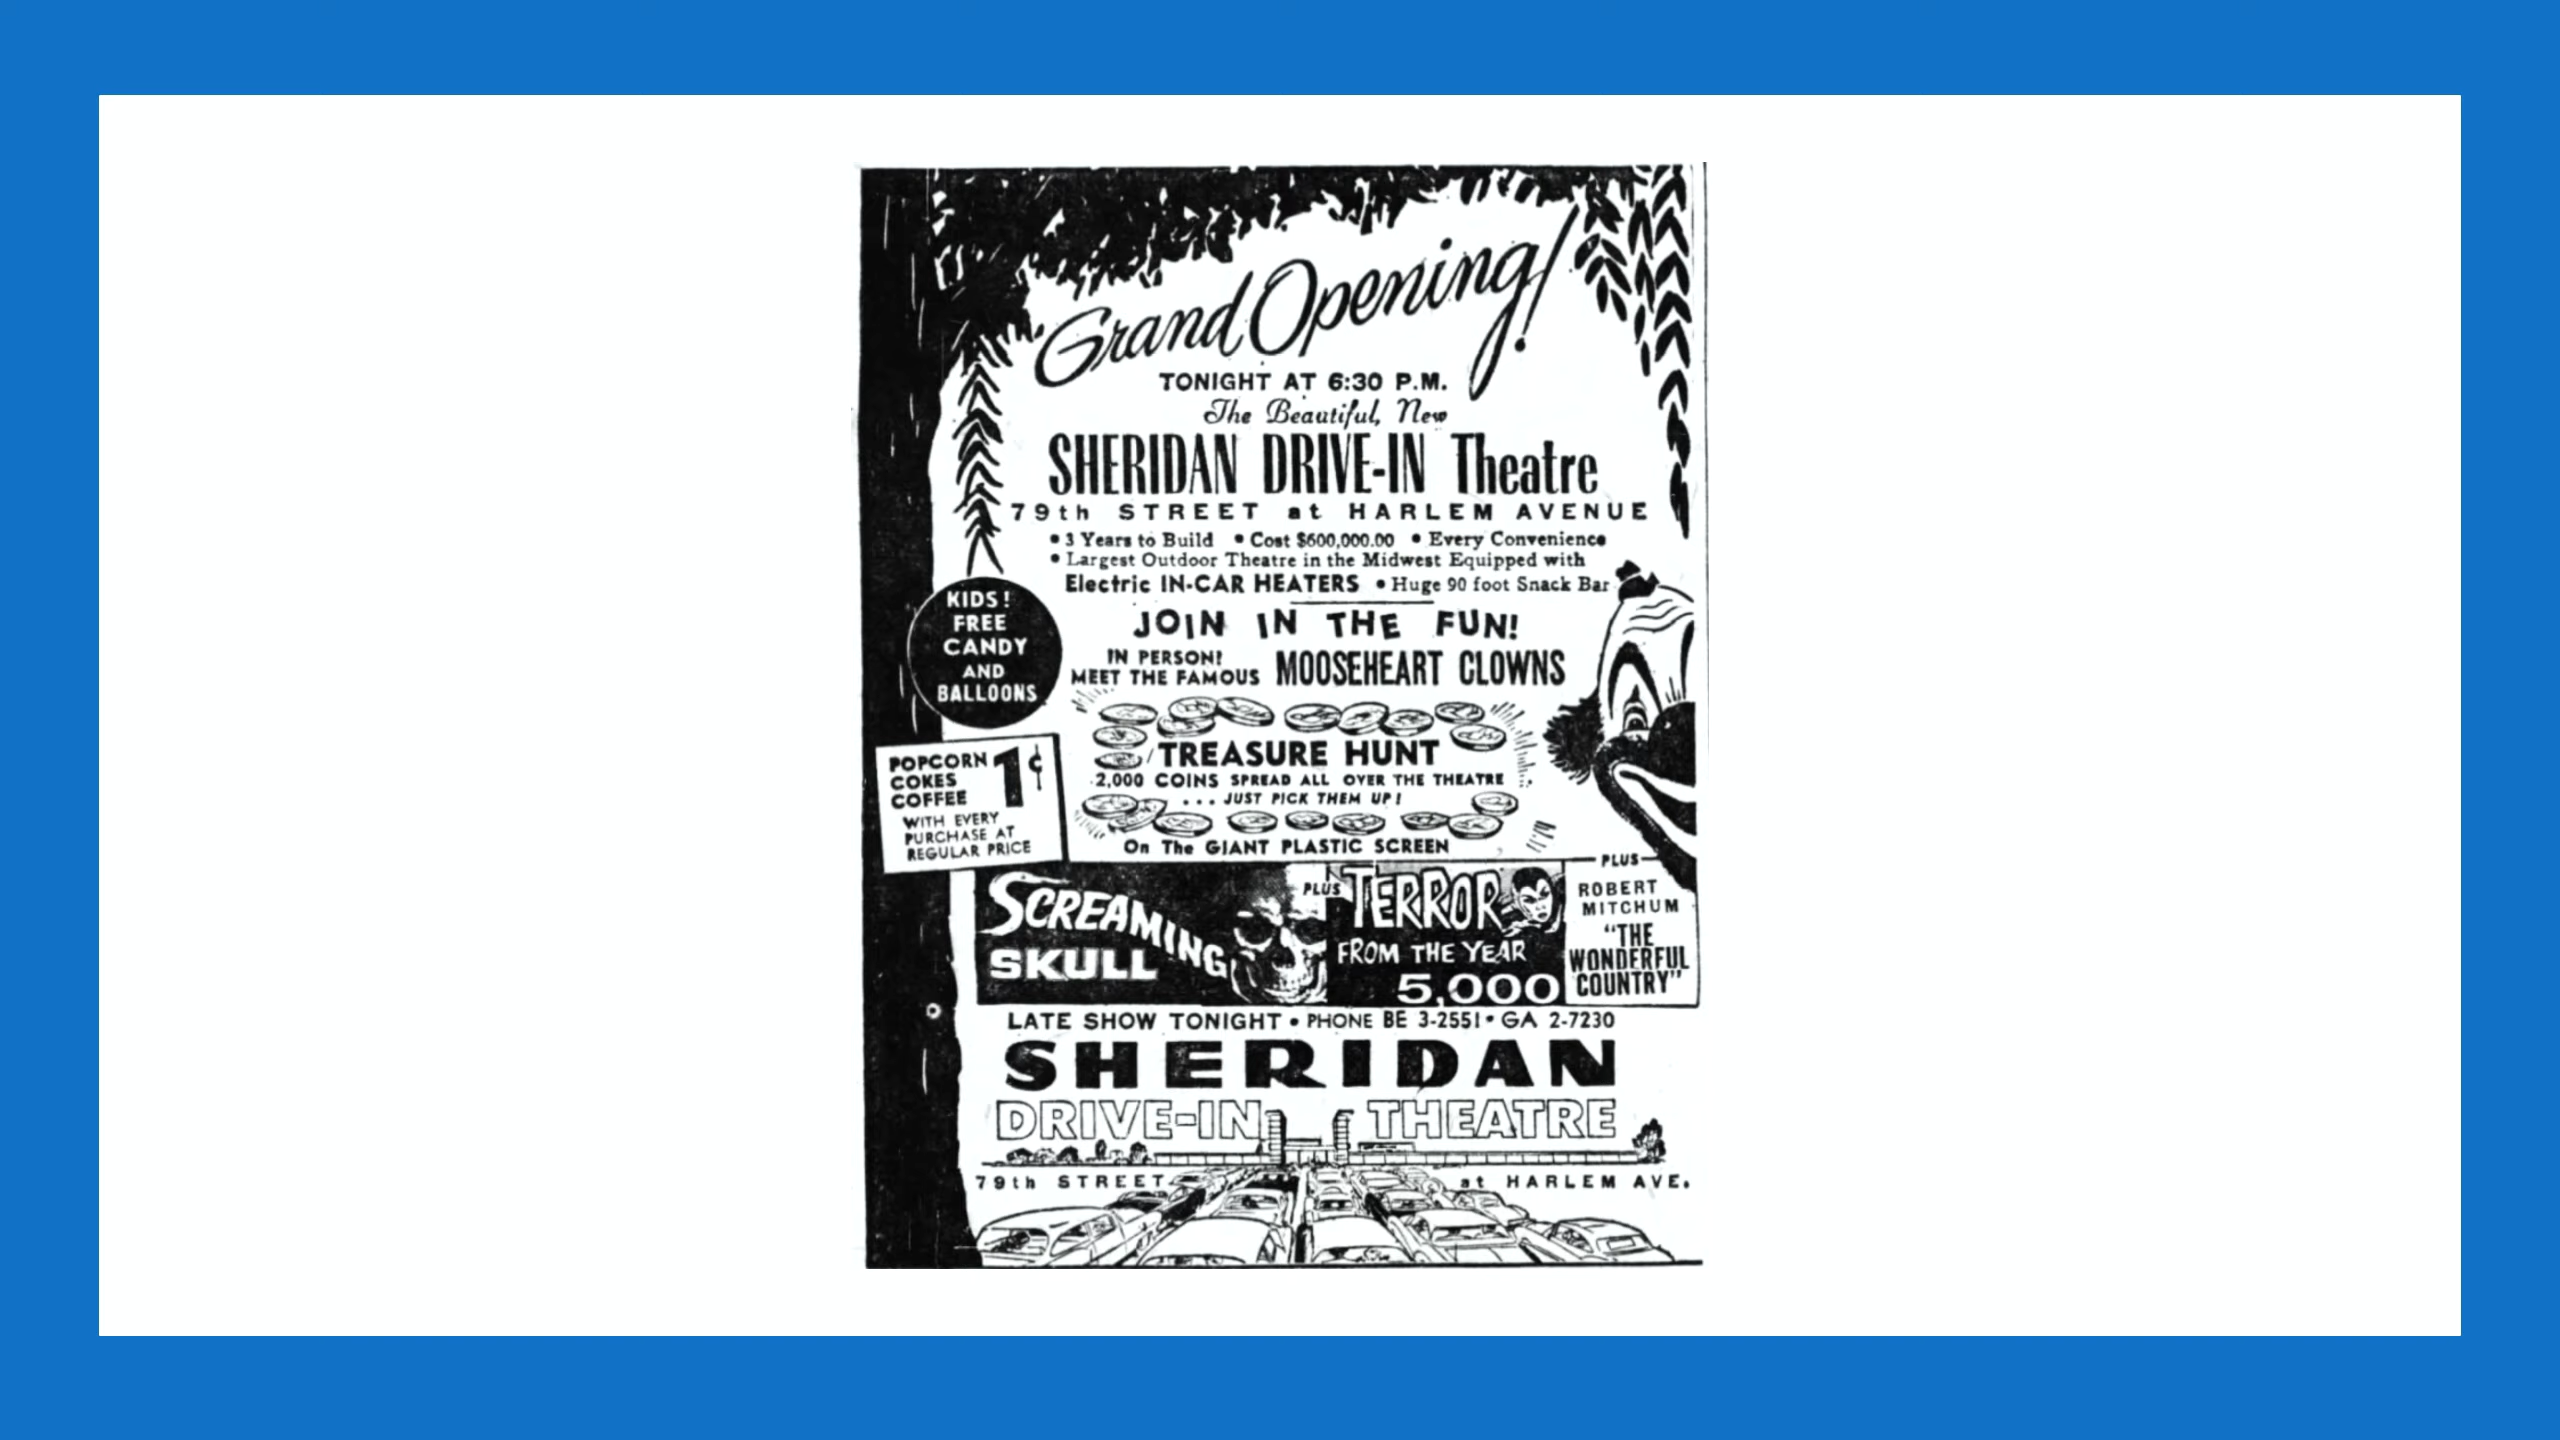 Grand Opening!
TONIGHT AT 6:30 P.M.
The Beautiful, New
SHERIDAN DRIVE-IN Theatre
79th STREET at HARLEM AVENUE
• 3 Years to Build • Cost $600,000.00 • Every Convenience
• Largest Outdoor Theatre in the Midwest Equipped with
Electric IN-CAR HEATERS • Huge 90 foot Snack Bar
KIDS!
FREE
CANDY
AND
BALLOONS
JOIN IN THE FUN!
IN PERSON!
MEET THE FAMOUS MOOSEHEART CLOWNS
POPCORN
COKES
COFFEE
1¢
WITH EVERY
PURCHASE AT
REGULAR PRICE
TREASURE HUNT
2,000 COINS SPREAD ALL OVER THE THEATRE
... JUST PICK THEM UP!
On The GIANT PLASTIC SCREEN
SCREAMING
SKULL
PLUS
TERROR
FROM THE YEAR
5,000
PLUS
ROBERT
MITCHUM
"THE
WONDERFUL
COUNTRY"
LATE SHOW TONIGHT • PHONE BE 3-2551 • GA 2-7230
SHERIDAN
DRIVE-IN THEATRE
79th STREET at HARLEM AVE.